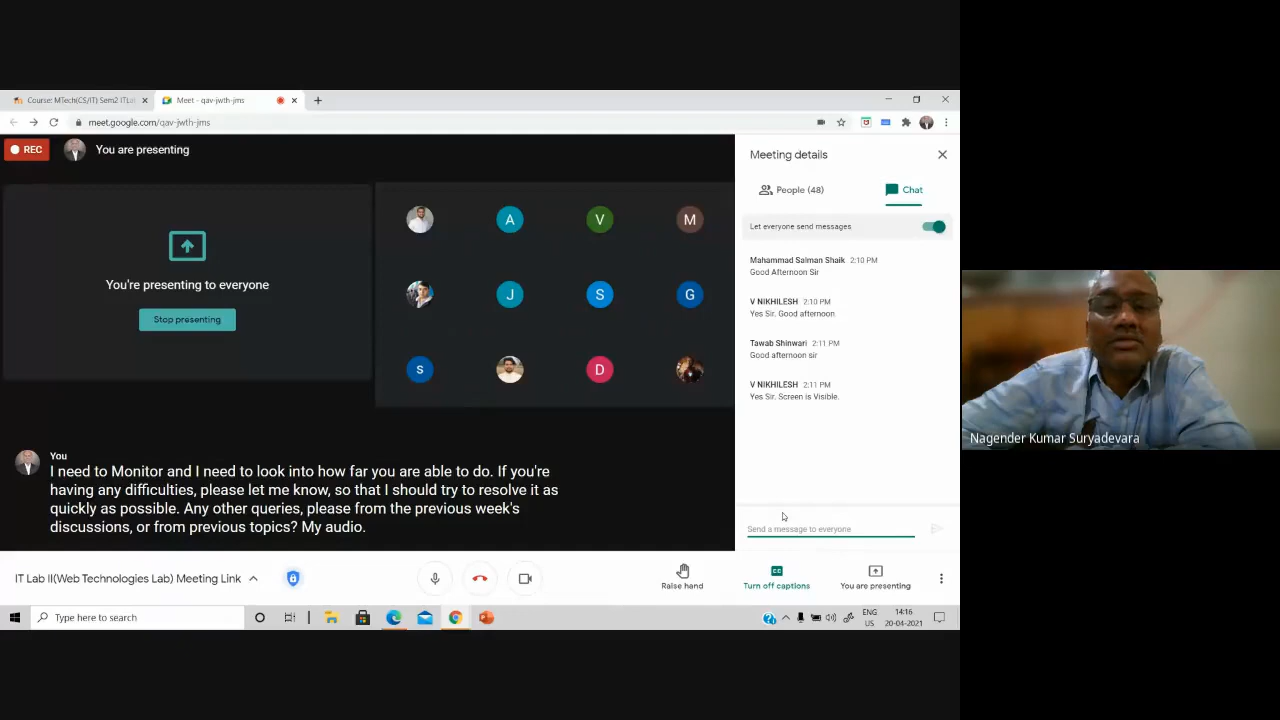 Course: MTech(CS/IT) Sem2 ITLa
Meet - qav-jwth-jms
meet.google.com/qav-jwth-jms
REC
You are presenting
Meeting details
People (48)
Chat
Let everyone send messages
A
V
M
Mahammad Salman Shaik 2:10 PM
Good Afternoon Sir
You're presenting to everyone
Stop presenting
J
S
G
V NIKHILESH 2:10 PM
Yes Sir. Good afternoon
Tawab Shinwari 2:11 PM
Good afternoon sir
S
D
V NIKHILESH 2:11 PM
Yes Sir. Screen is Visible.
Nagender Kumar Suryadevara
You
I need to Monitor and I need to look into how far you are able to do. If you're
having any difficulties, please let me know, so that I should try to resolve it as
quickly as possible. Any other queries, please from the previous week's
discussions, or from previous topics? My audio.
Send a message to everyone
IT Lab II(Web Technologies Lab) Meeting Link
Raise hand
CC
Turn off captions
You are presenting
Type here to search
ENG
US
14:16
20-04-2021